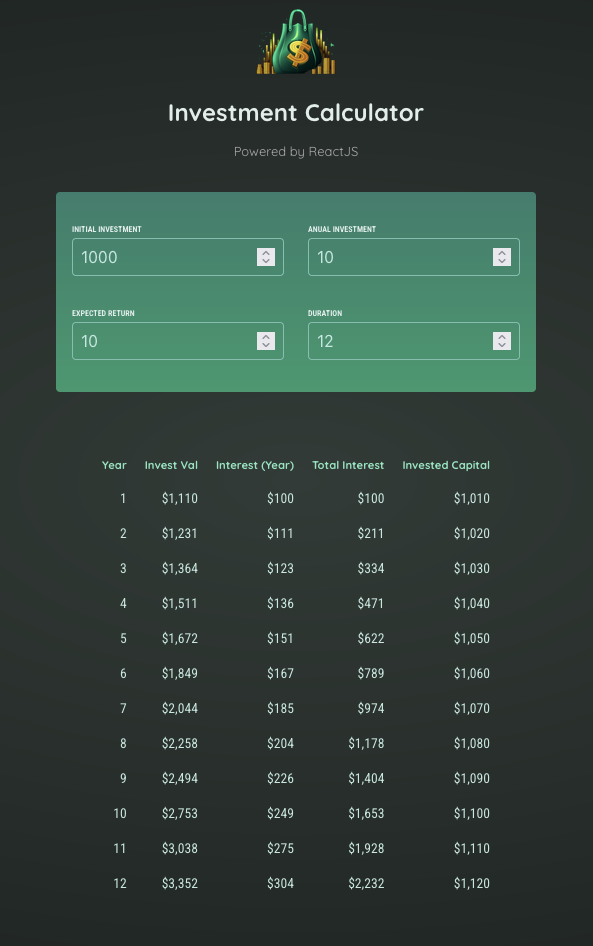 $
Investment Calculator
Powered by ReactJS
INITIAL INVESTMENT ANUAL INVESTMENT
1000 10
EXPECTED RETURN DURATION
10 12
Year Invest Val Interest (Year) Total Interest Invested Capital
1 $1,110 $100 $100 $1,010
2 $1,231 $111 $211 $1,020
3 $1,364 $123 $334 $1,030
4 $1,511 $136 $471 $1,040
5 $1,672 $151 $622 $1,050
6 $1,849 $167 $789 $1,060
7 $2,044 $185 $974 $1,070
8 $2,258 $204 $1,178 $1,080
9 $2,494 $226 $1,404 $1,090
10 $2,753 $249 $1,653 $1,100
11 $3,038 $275 $1,928 $1,110
12 $3,352 $304 $2,232 $1,120